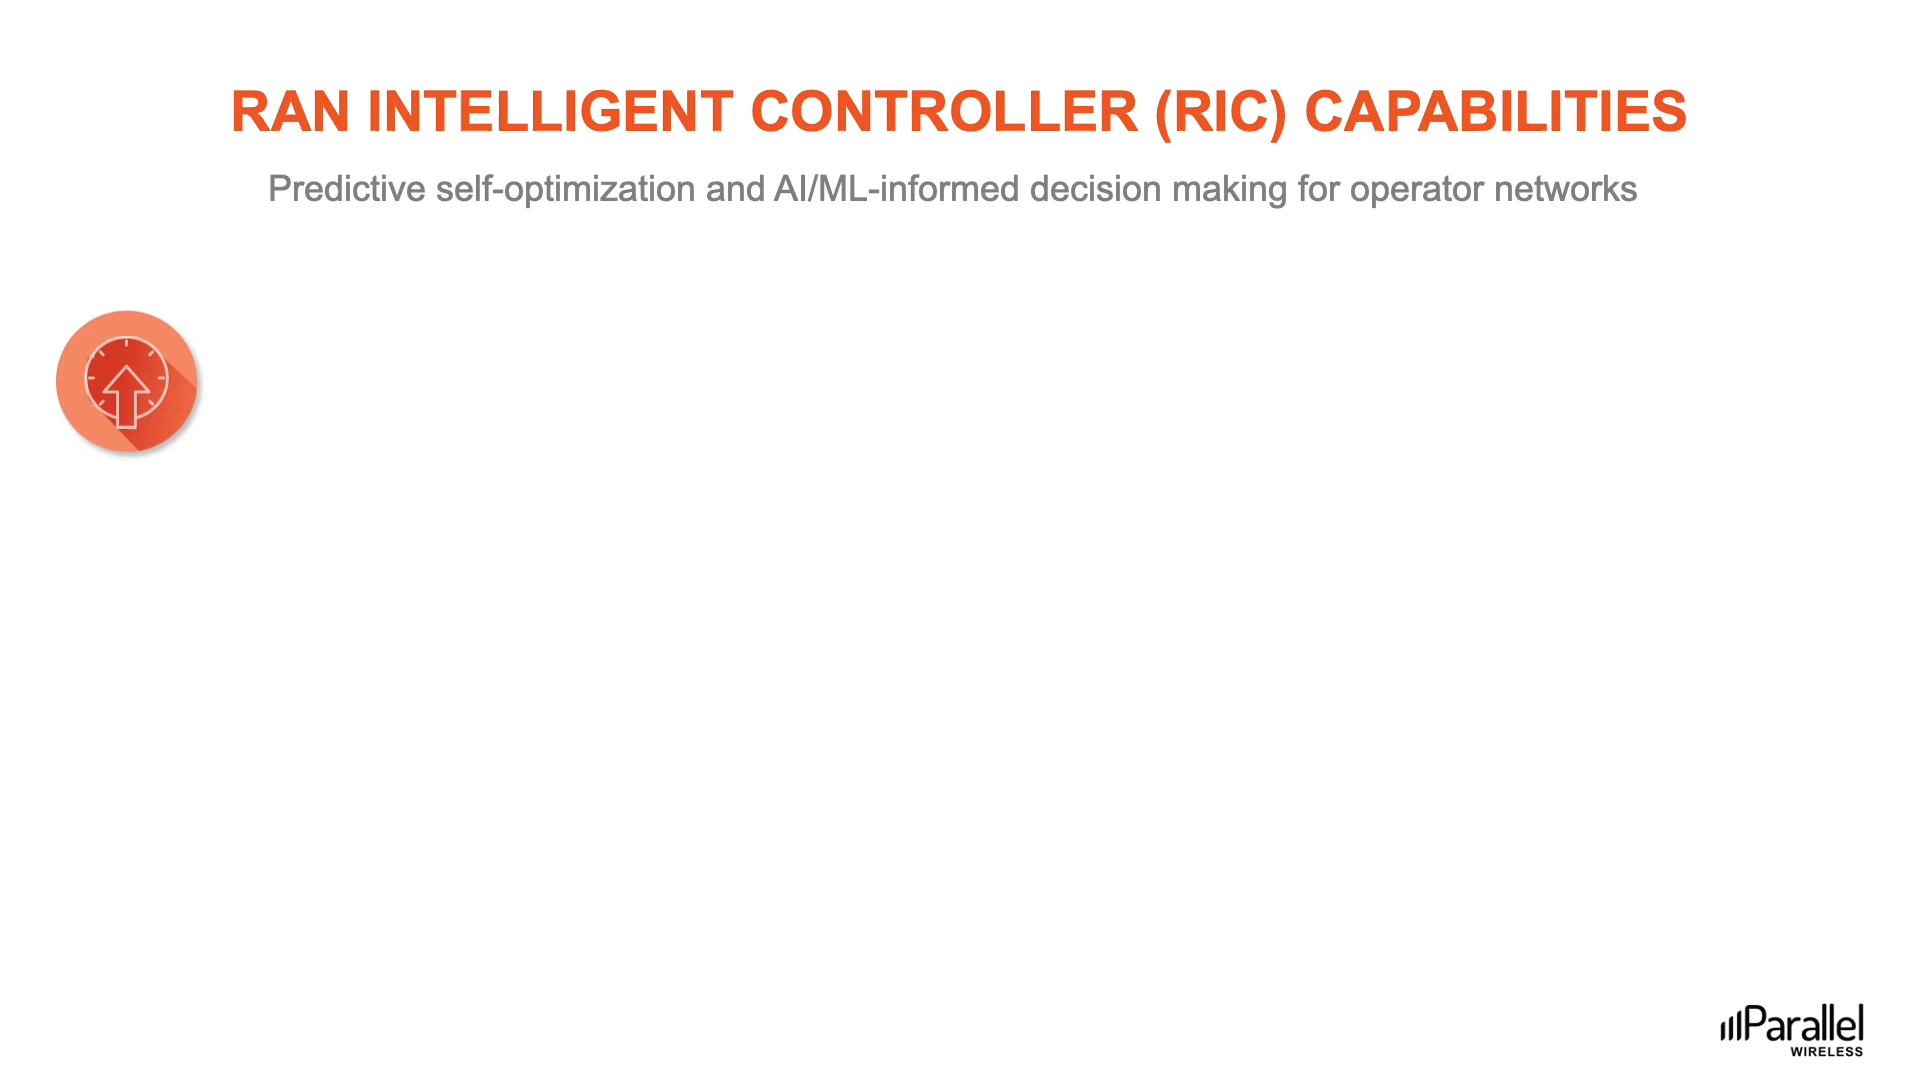 RAN INTELLIGENT CONTROLLER (RIC) CAPABILITIES
Predictive self-optimization and AI/ML-informed decision making for operator networks
Parallel
WIRELESS